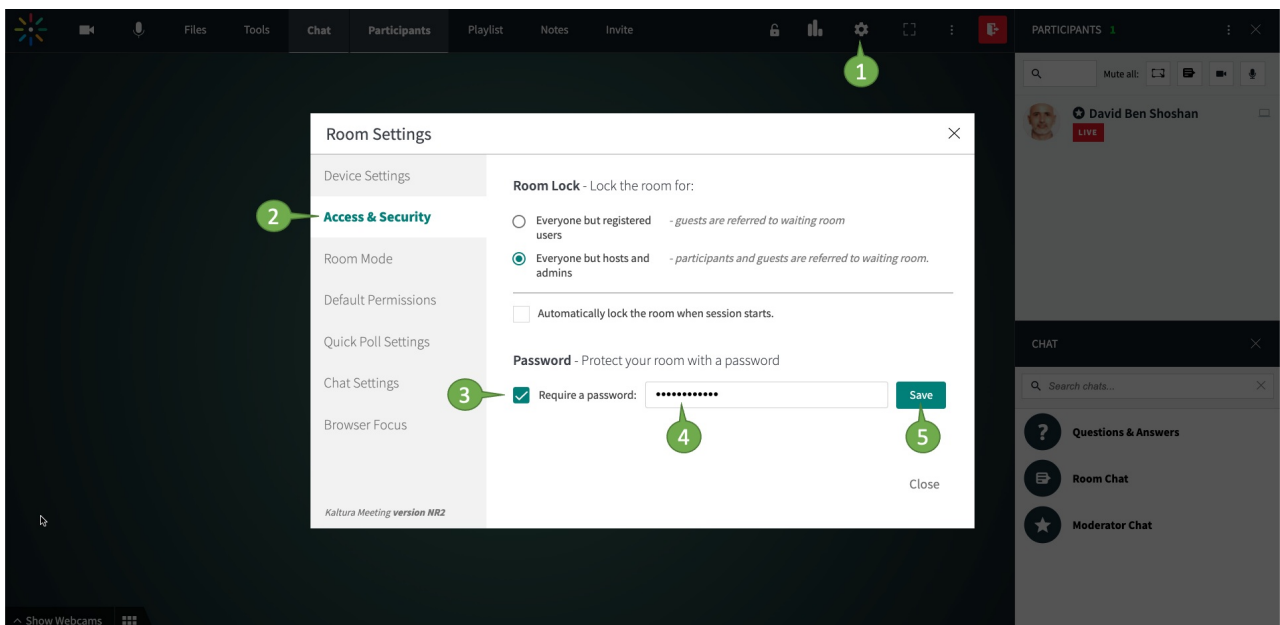 Files Tools Chat Participants Playlist Notes Invite
PARTICIPANTS 1
1
Mute all:
David Ben Shoshan
LIVE
Room Settings
Device Settings
Room Lock - Lock the room for:
2
Access & Security
Everyone but registered users
- guests are referred to waiting room
Room Mode
Everyone but hosts and admins
- participants and guests are referred to waiting room.
Default Permissions
Automatically lock the room when session starts.
Quick Poll Settings
Password - Protect your room with a password
Chat Settings
3
Require a password: ••••••••••••
Save
4
5
Browser Focus
Close
Kaltura Meeting version NR2
CHAT
Search chats...
? Questions & Answers
Room Chat
Moderator Chat
Show Webcams